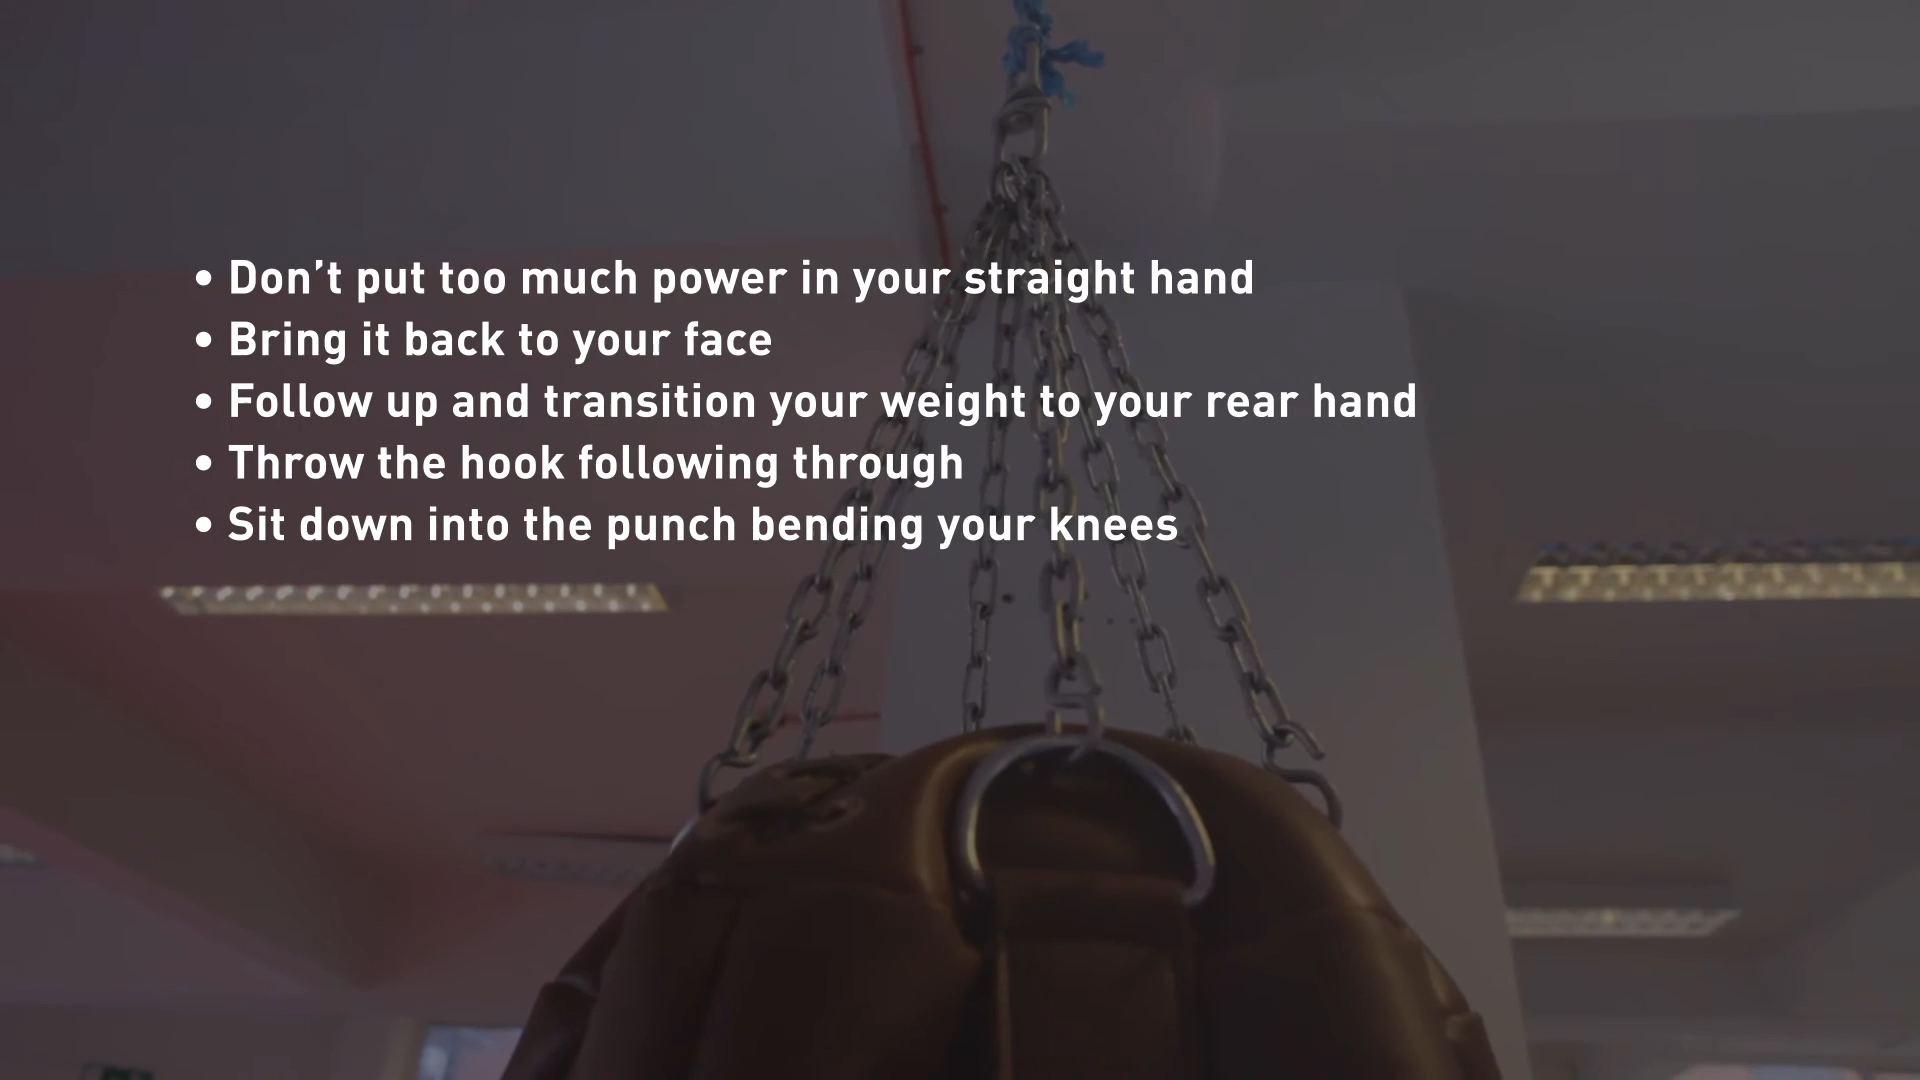 • Don’t put too much power in your straight hand
• Bring it back to your face
• Follow up and transition your weight to your rear hand
• Throw the hook following through
• Sit down into the punch bending your knees